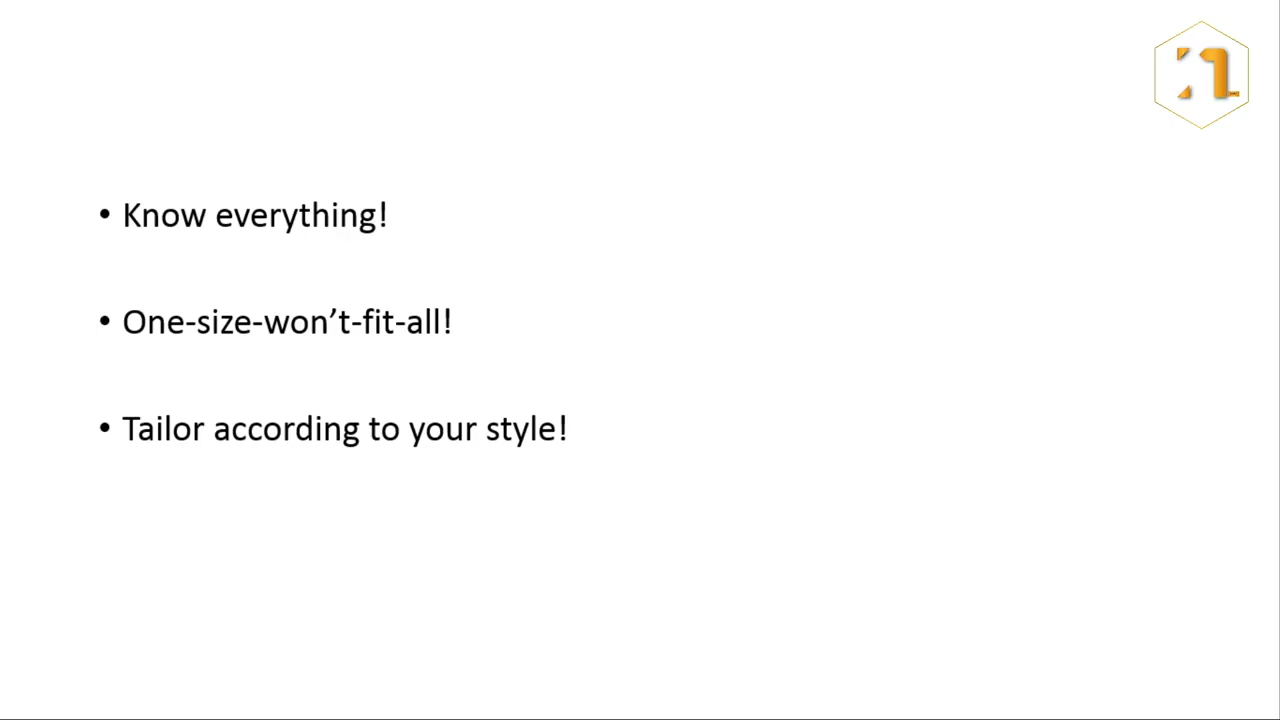 • Know everything!
• One-size-won’t-fit-all!
• Tailor according to your style!